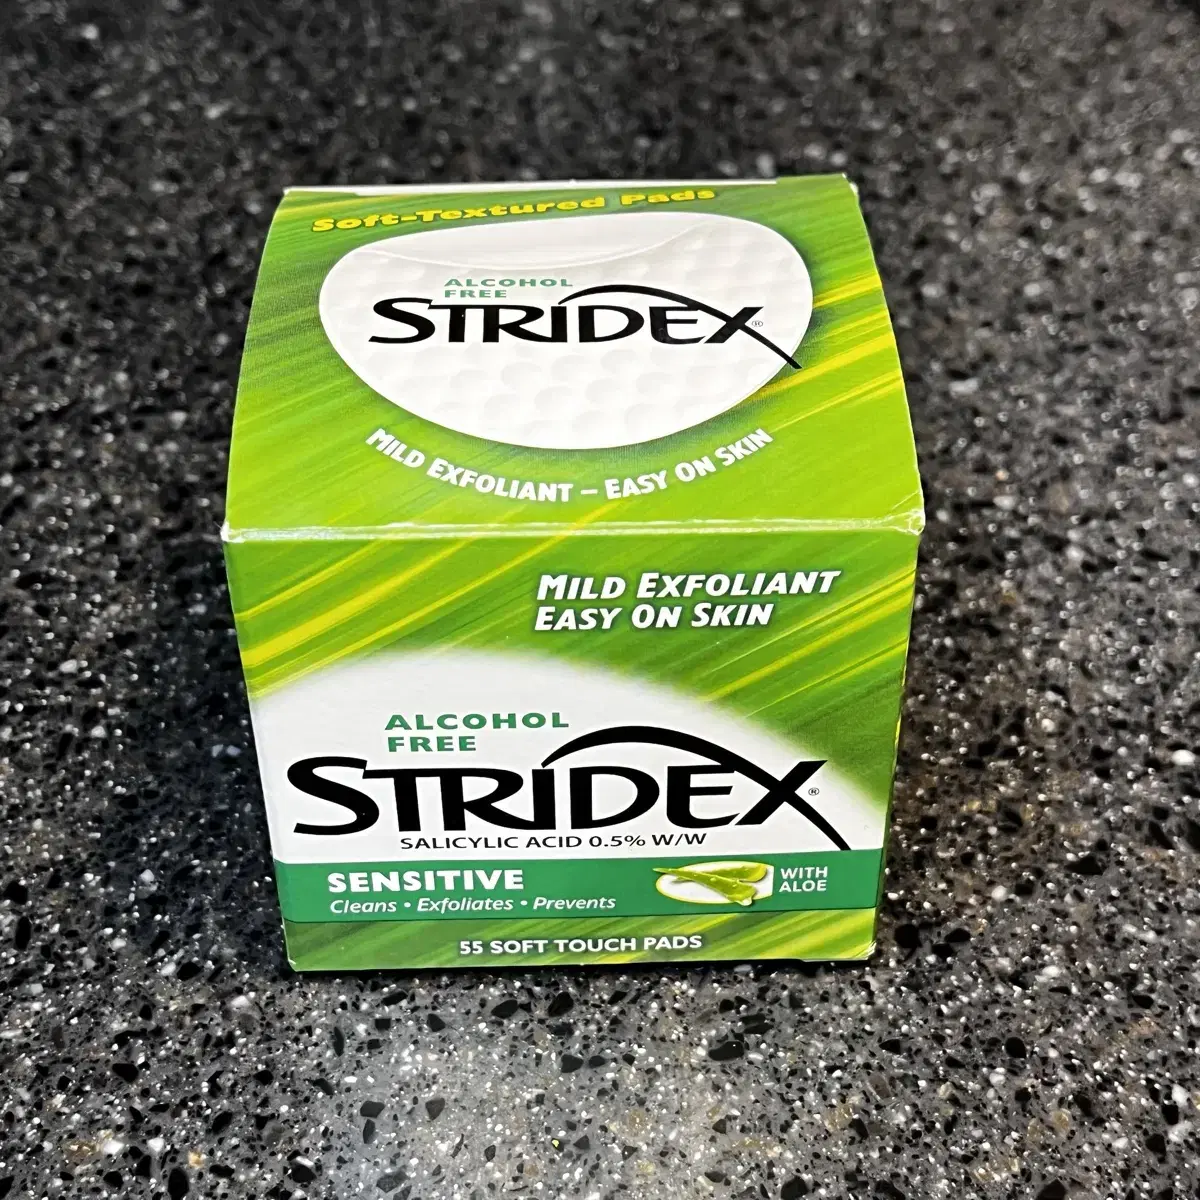 Soft-Textured Pads
ALCOHOL
FREE
STRIDEX®
MILD EXFOLIANT – EASY ON SKIN
MILD EXFOLIANT
EASY ON SKIN
ALCOHOL
FREE
STRIDEX®
SALICYLIC ACID 0.5% W/W
SENSITIVE
Cleans • Exfoliates • Prevents
WITH
ALOE
55 SOFT TOUCH PADS